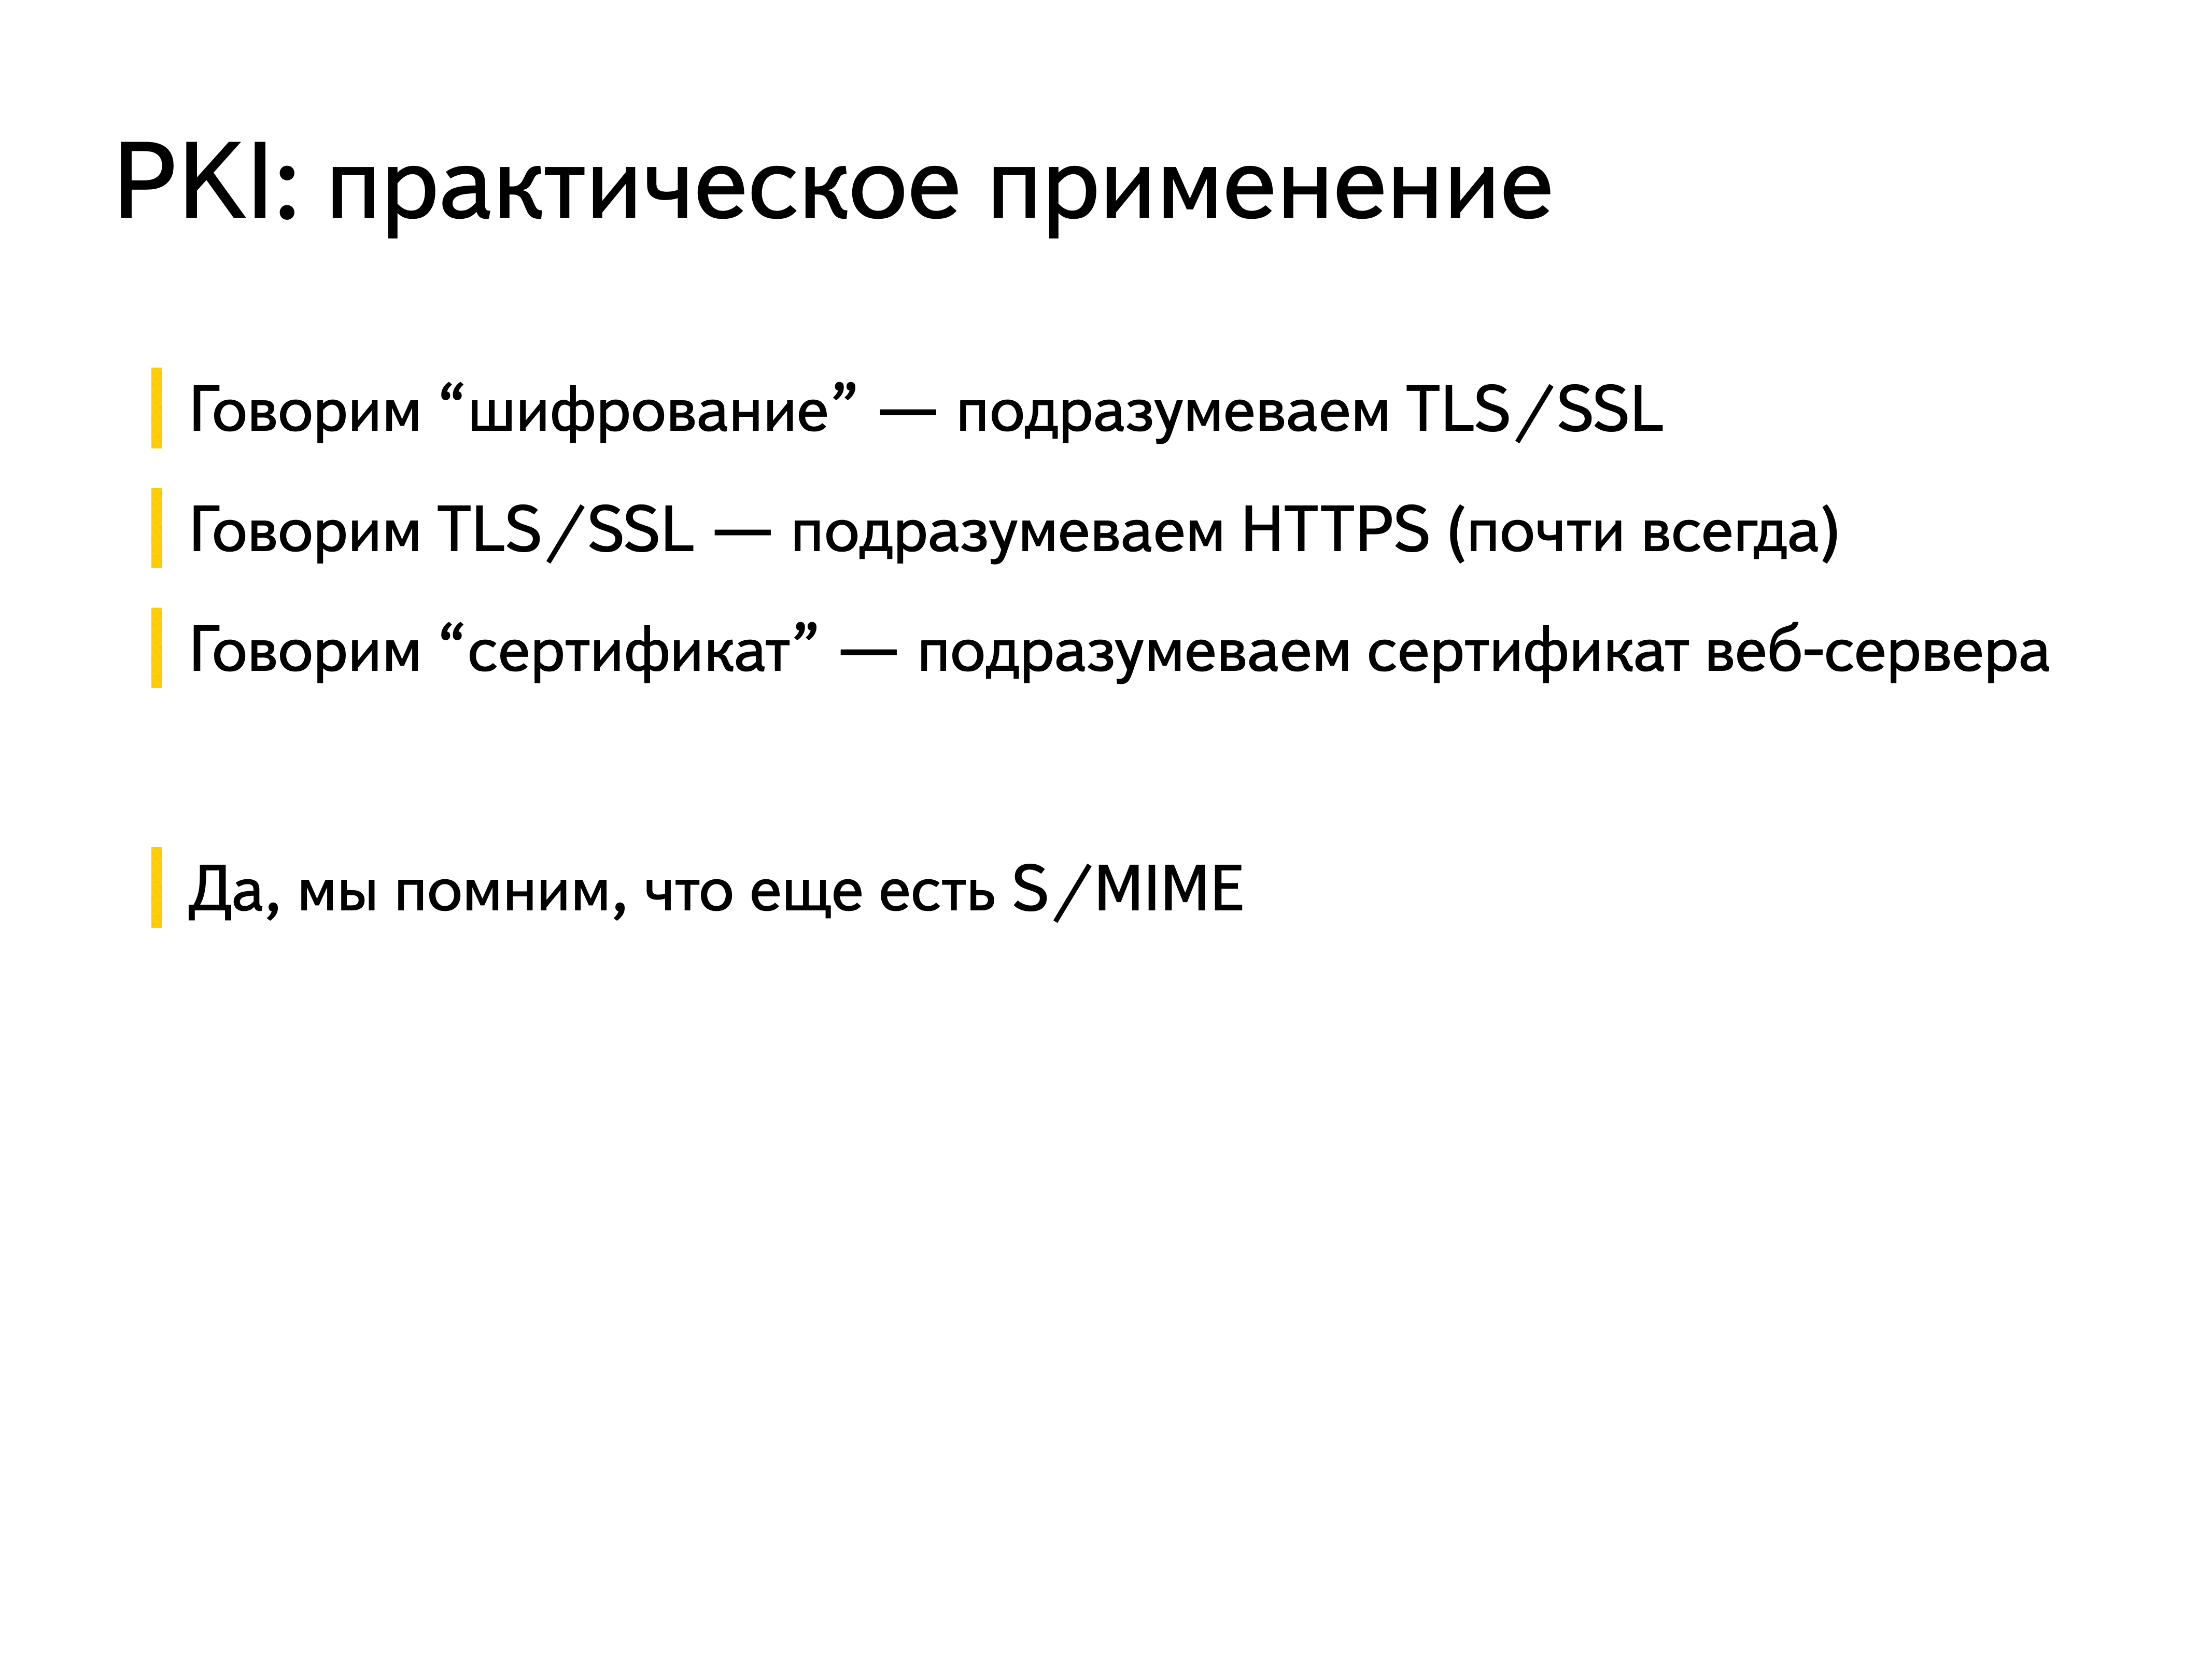 PKI: практическое применение
Говорим “шифрование” — подразумеваем TLS/SSL
Говорим TLS/SSL — подразумеваем HTTPS (почти всегда)
Говорим “сертификат” — подразумеваем сертификат веб-сервера
Да, мы помним, что еще есть S/MIME